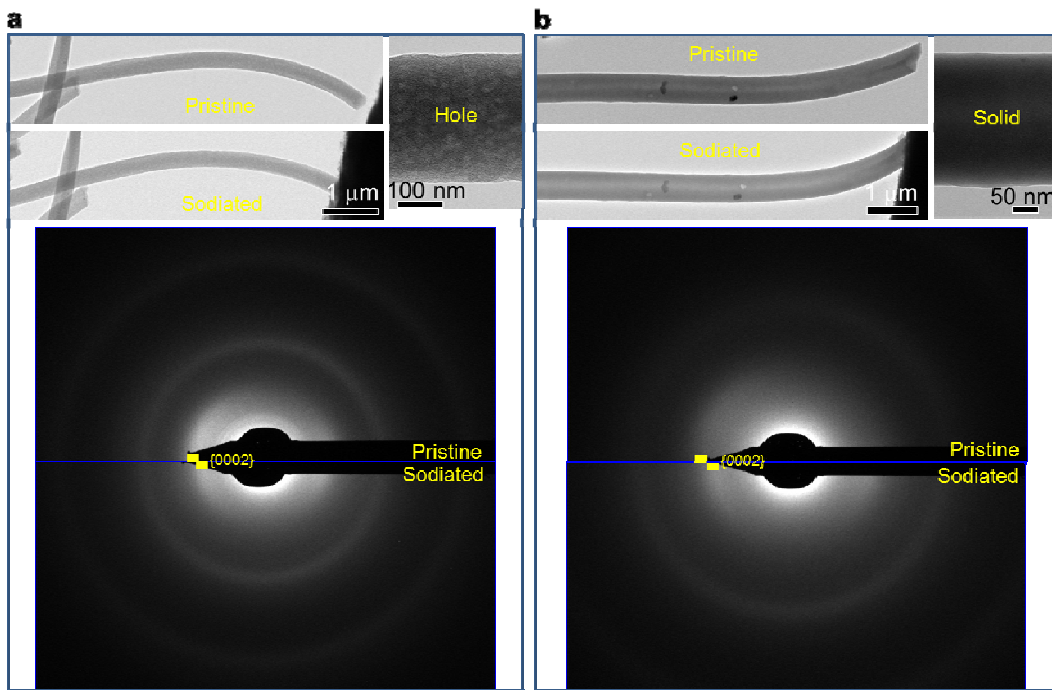 a
Pristine
Hole
Sodiated
1 μm
100 nm
{0002}
Pristine
Sodiated
b
Pristine
Solid
Sodiated
1 μm
50 nm
{0002}
Pristine
Sodiated